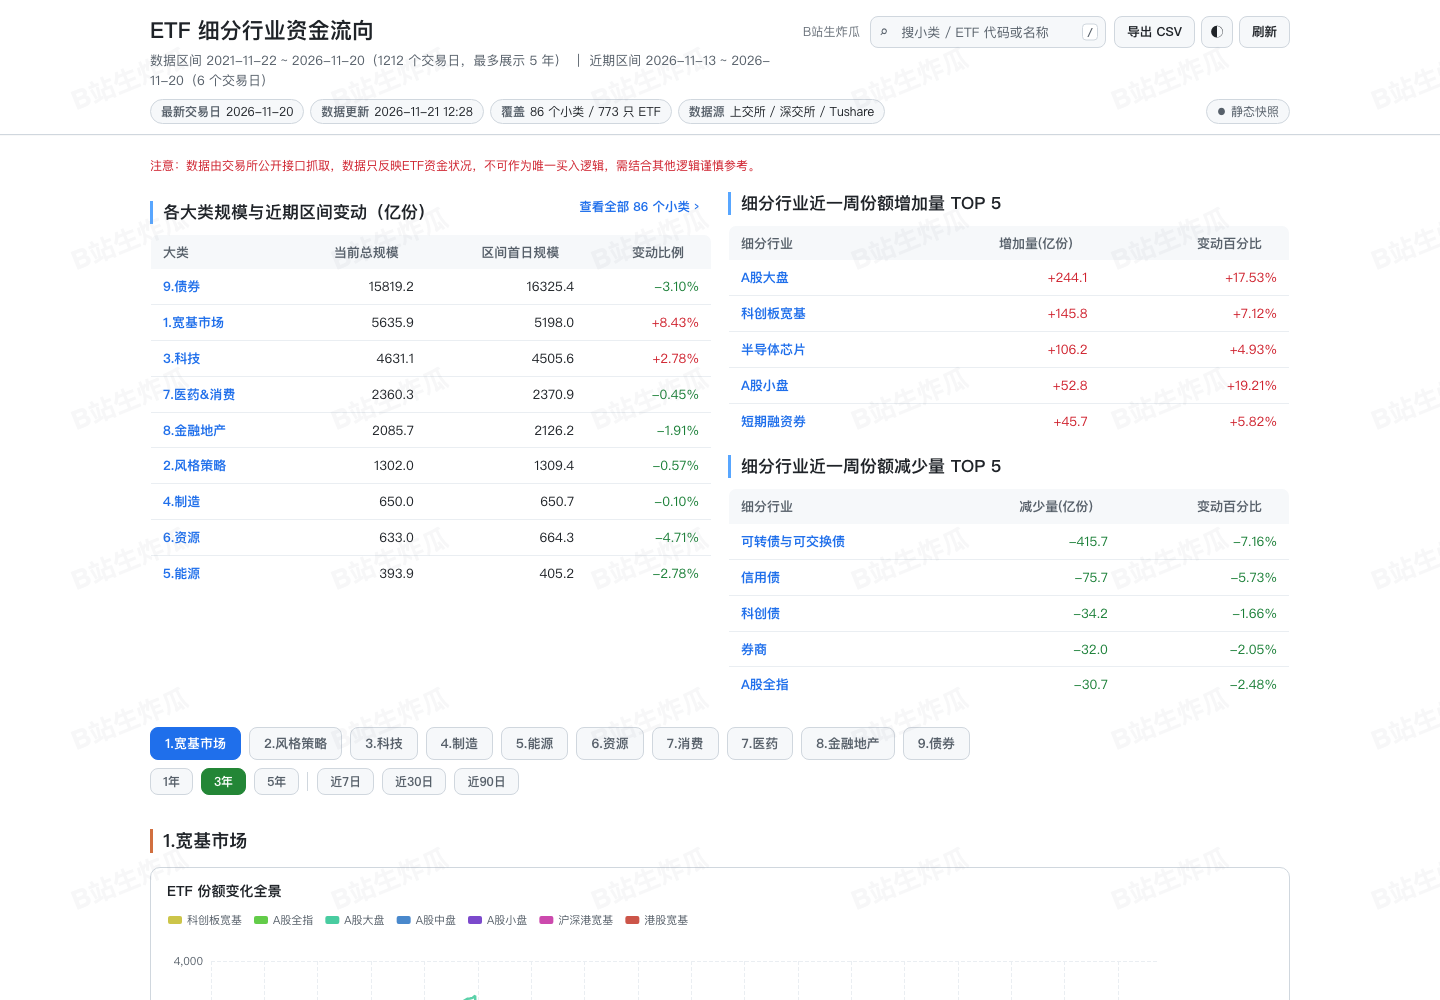 ETF 细分行业资金流向
B站生炸瓜
搜小类 / ETF 代码或名称
/
导出 CSV
刷新
数据区间 2021-11-22 ~ 2026-11-20（1212 个交易日，最多展示 5 年） ｜ 近期区间 2026-11-13 ~ 2026-
11-20（6 个交易日）
最新交易日 2026-11-20
数据更新 2026-11-21 12:28
覆盖 86 个小类 / 773 只 ETF
数据源 上交所 / 深交所 / Tushare
静态快照
注意：数据由交易所公开接口抓取，数据只反映ETF资金状况，不可作为唯一买入逻辑，需结合其他逻辑谨慎参考。
各大类规模与近期区间变动（亿份）
查看全部 86 个小类 ›
大类 当前总规模 区间首日规模 变动比例
9.债券 15819.2 16325.4 -3.10%
1.宽基市场 5635.9 5198.0 +8.43%
3.科技 4631.1 4505.6 +2.78%
7.医药&消费 2360.3 2370.9 -0.45%
8.金融地产 2085.7 2126.2 -1.91%
2.风格策略 1302.0 1309.4 -0.57%
4.制造 650.0 650.7 -0.10%
6.资源 633.0 664.3 -4.71%
5.能源 393.9 405.2 -2.78%
细分行业近一周份额增加量 TOP 5
细分行业 增加量(亿份) 变动百分比
A股大盘 +244.1 +17.53%
科创板宽基 +145.8 +7.12%
半导体芯片 +106.2 +4.93%
A股小盘 +52.8 +19.21%
短期融资券 +45.7 +5.82%
细分行业近一周份额减少量 TOP 5
细分行业 减少量(亿份) 变动百分比
可转债与可交换债 -415.7 -7.16%
信用债 -75.7 -5.73%
科创债 -34.2 -1.66%
券商 -32.0 -2.05%
A股全指 -30.7 -2.48%
1.宽基市场 2.风格策略 3.科技 4.制造 5.能源 6.资源 7.消费 7.医药 8.金融地产 9.债券
1年 3年 5年 近7日 近30日 近90日
1.宽基市场
ETF 份额变化全景
科创板宽基 A股全指 A股大盘 A股中盘 A股小盘 沪深港宽基 港股宽基
4,000